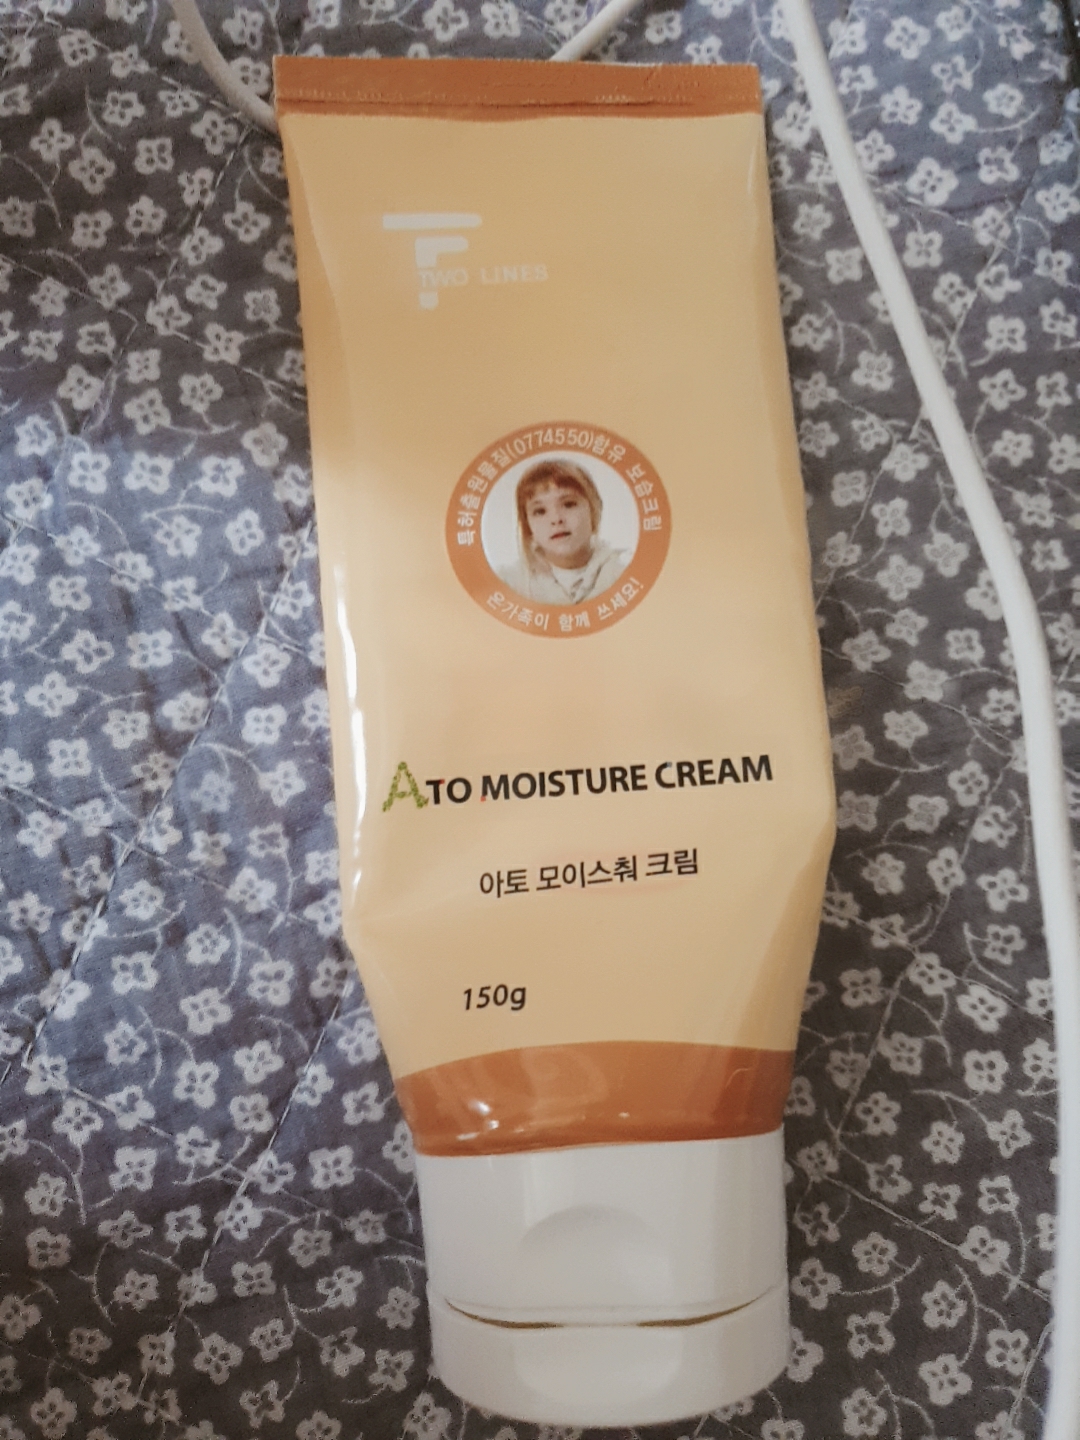 TWO LINES
특허출원물질(0774550)함유 보습크림
온가족이 함께 쓰세요!
ATO MOISTURE CREAM
아토 모이스춰 크림
150g